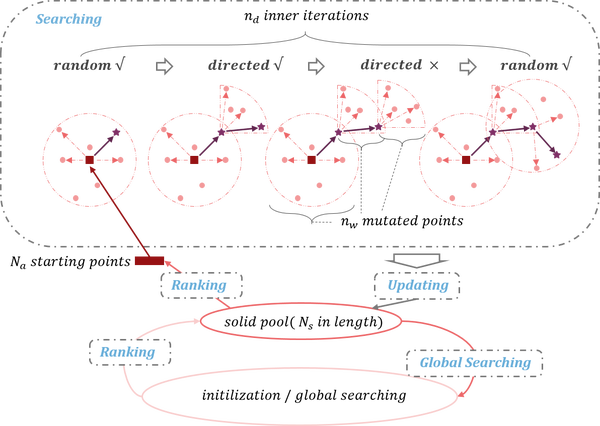 Searching
n_d inner iterations
random √
directed √
directed ×
random √
n_w mutated points
N_a starting points
Ranking
Updating
solid pool( N_s in length)
Ranking
Global Searching
initilization / global searching